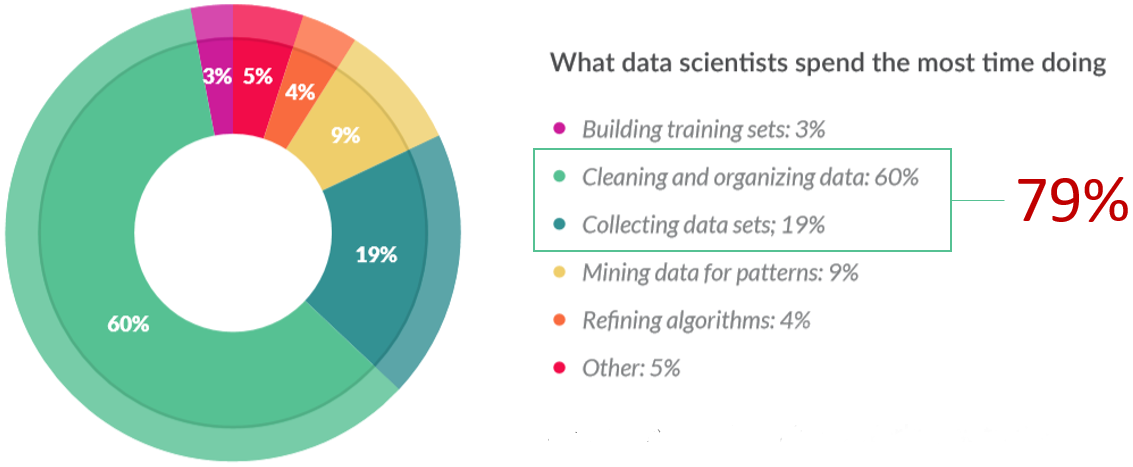 3%
5%
4%
9%
19%
60%
What data scientists spend the most time doing
Building training sets: 3%
Cleaning and organizing data: 60%
Collecting data sets; 19%
79%
Mining data for patterns: 9%
Refining algorithms: 4%
Other: 5%